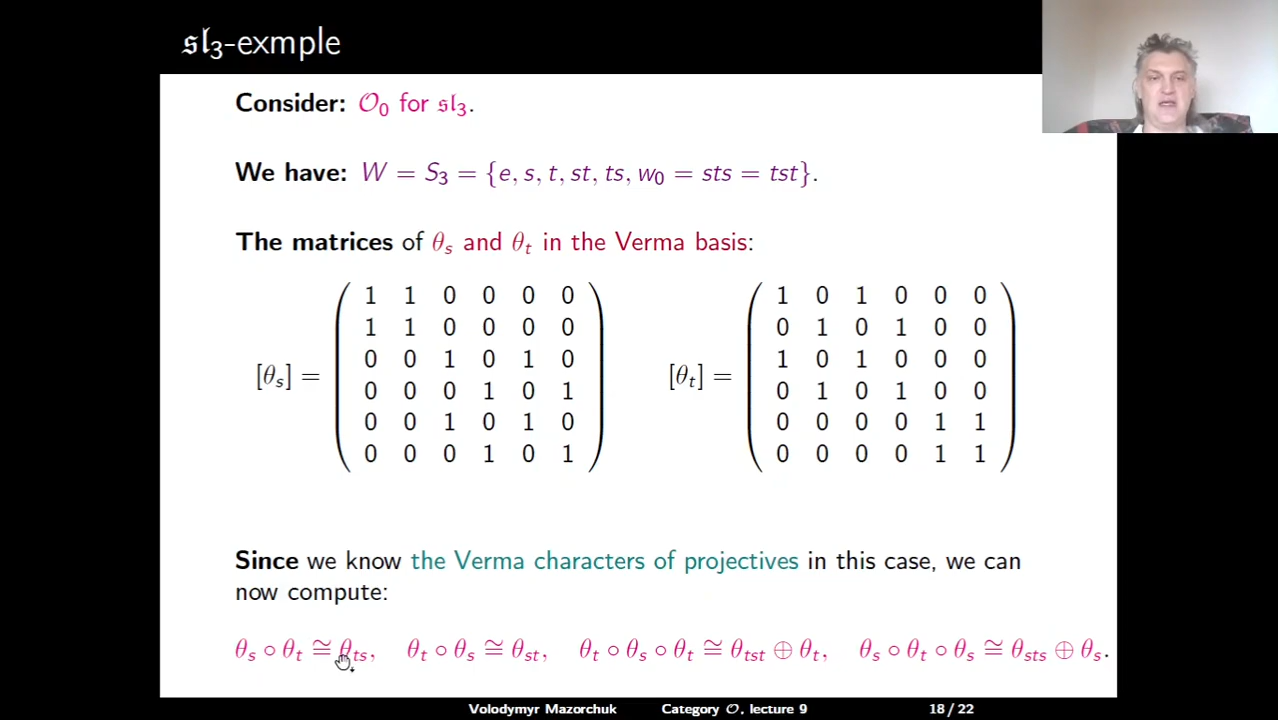 𝔰𝔩₃-exmple
Consider: 𝒪₀ for 𝔰𝔩₃.
We have: W = S₃ = {e, s, t, st, ts, w₀ = sts = tst}.
The matrices of θₛ and θₜ in the Verma basis:
[θₛ] =
1 1 0 0 0 0
1 1 0 0 0 0
0 0 1 0 1 0
0 0 0 1 0 1
0 0 1 0 1 0
0 0 0 1 0 1
[θₜ] =
1 0 1 0 0 0
0 1 0 1 0 0
1 0 1 0 0 0
0 1 0 1 0 0
0 0 0 0 1 1
0 0 0 0 1 1
Since we know the Verma characters of projectives in this case, we can
now compute:
θₛ ∘ θₜ ≅ θₜₛ, θₜ ∘ θₛ ≅ θₛₜ, θₜ ∘ θₛ ∘ θₜ ≅ θₜₛₜ ⊕ θₜ, θₛ ∘ θₜ ∘ θₛ ≅ θₛₜₛ ⊕ θₛ.
Volodymyr Mazorchuk Category 𝒪, lecture 9 18 / 22